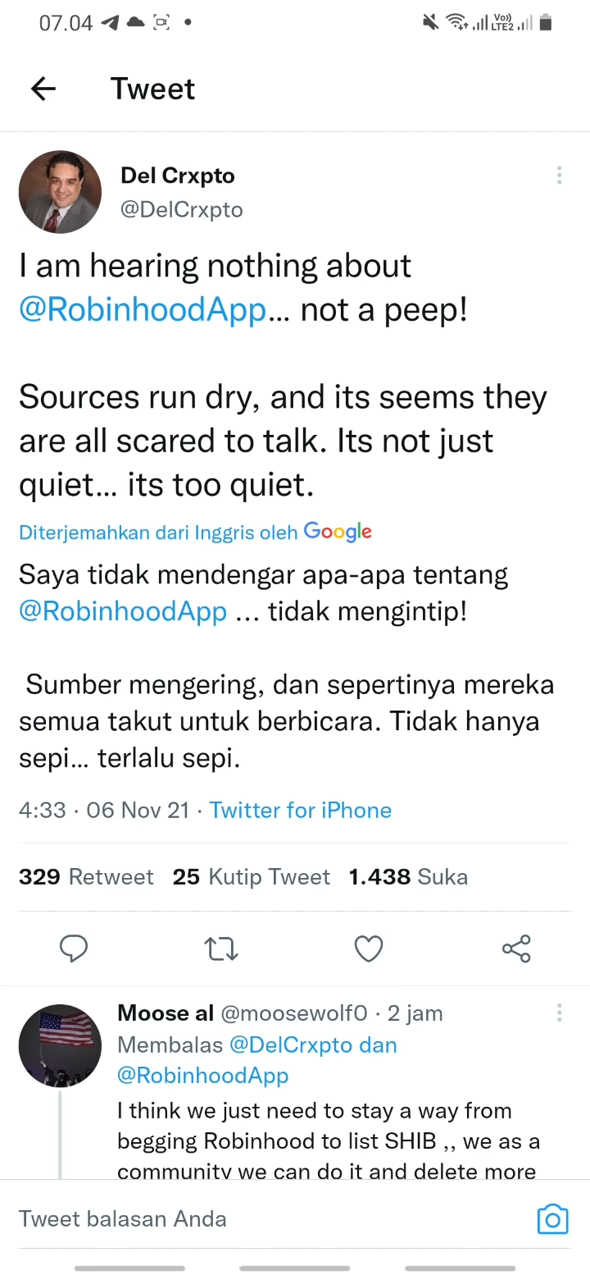 07.04
Vo))
LTE2
Tweet
Del Crxpto
@DelCrxpto
I am hearing nothing about
@RobinhoodApp... not a peep!
Sources run dry, and its seems they
are all scared to talk. Its not just
quiet... its too quiet.
Diterjemahkan dari Inggris oleh Google
Saya tidak mendengar apa-apa tentang
@RobinhoodApp ... tidak mengintip!
Sumber mengering, dan sepertinya mereka
semua takut untuk berbicara. Tidak hanya
sepi... terlalu sepi.
4:33 · 06 Nov 21 · Twitter for iPhone
329 Retweet 25 Kutip Tweet 1.438 Suka
Moose al @moosewolf0 · 2 jam
Membalas @DelCrxpto dan
@RobinhoodApp
I think we just need to stay a way from
begging Robinhood to list SHIB ,, we as a
community we can do it and delete more
Tweet balasan Anda